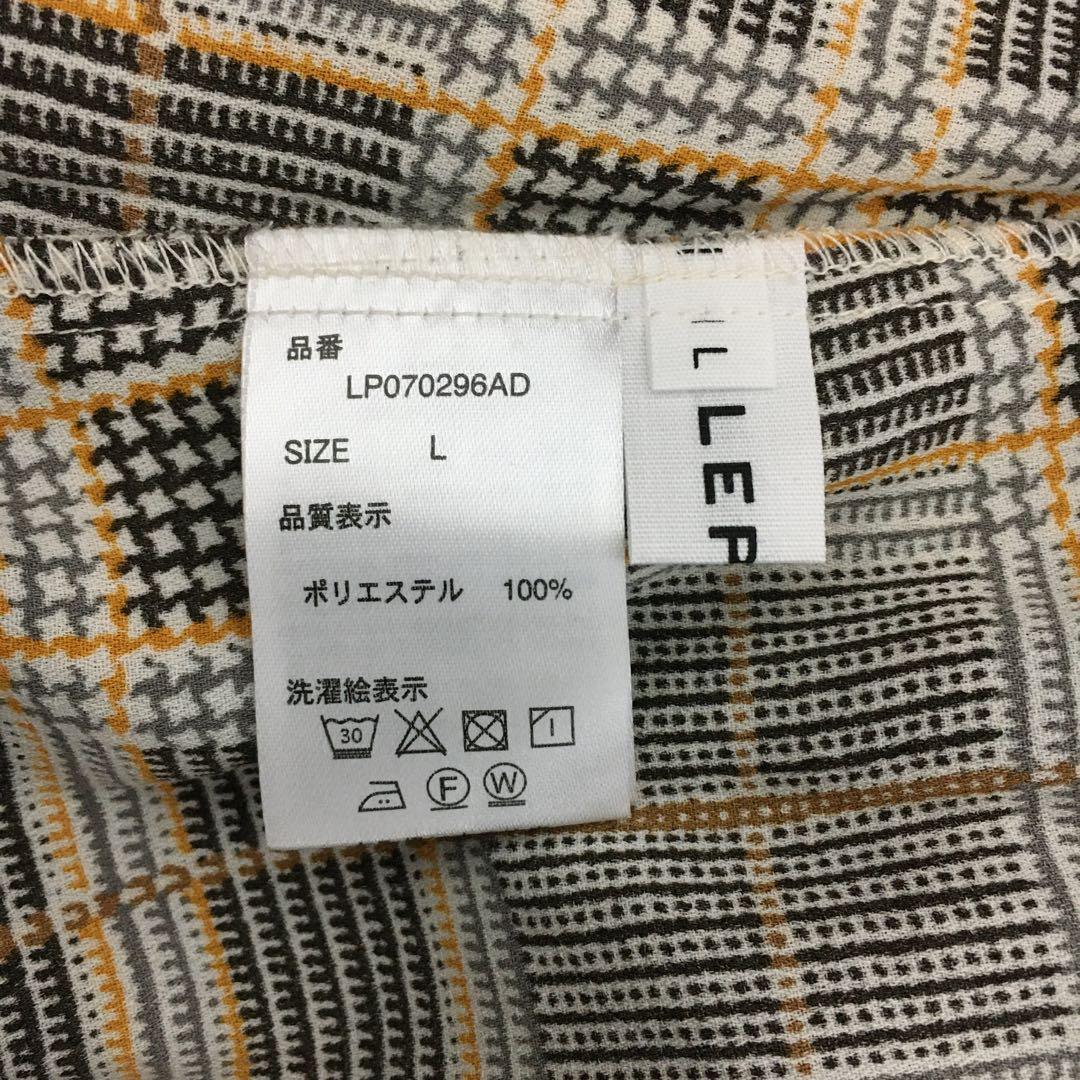 品番
LP070296AD
SIZE L
品質表示
ポリエステル 100%
洗濯絵表示
30
F W
IL
LEP